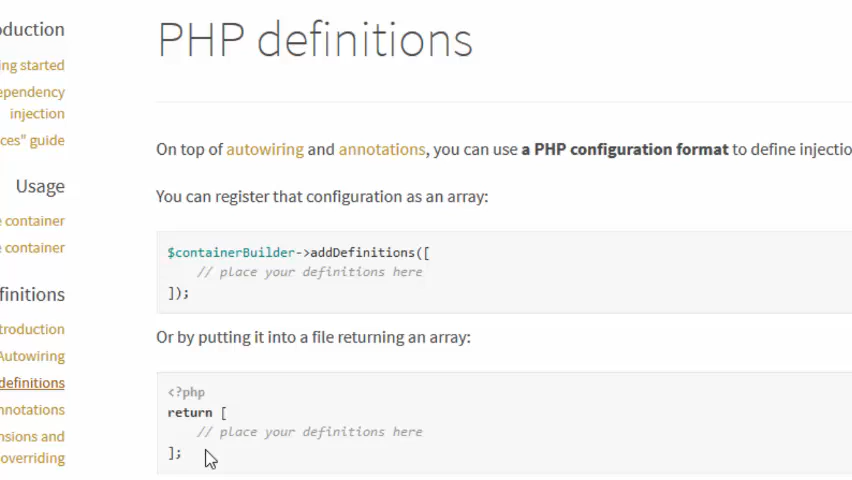 oduction
ng started
ependency
injection
ces" guide
Usage
e container
e container
finitions
troduction
Autowiring
definitions
nnotations
nsions and
overriding
PHP definitions
On top of autowiring and annotations, you can use a PHP configuration format to define injectio
You can register that configuration as an array:
$containerBuilder->addDefinitions([
// place your definitions here
]);
Or by putting it into a file returning an array:
<?php
return [
// place your definitions here
];